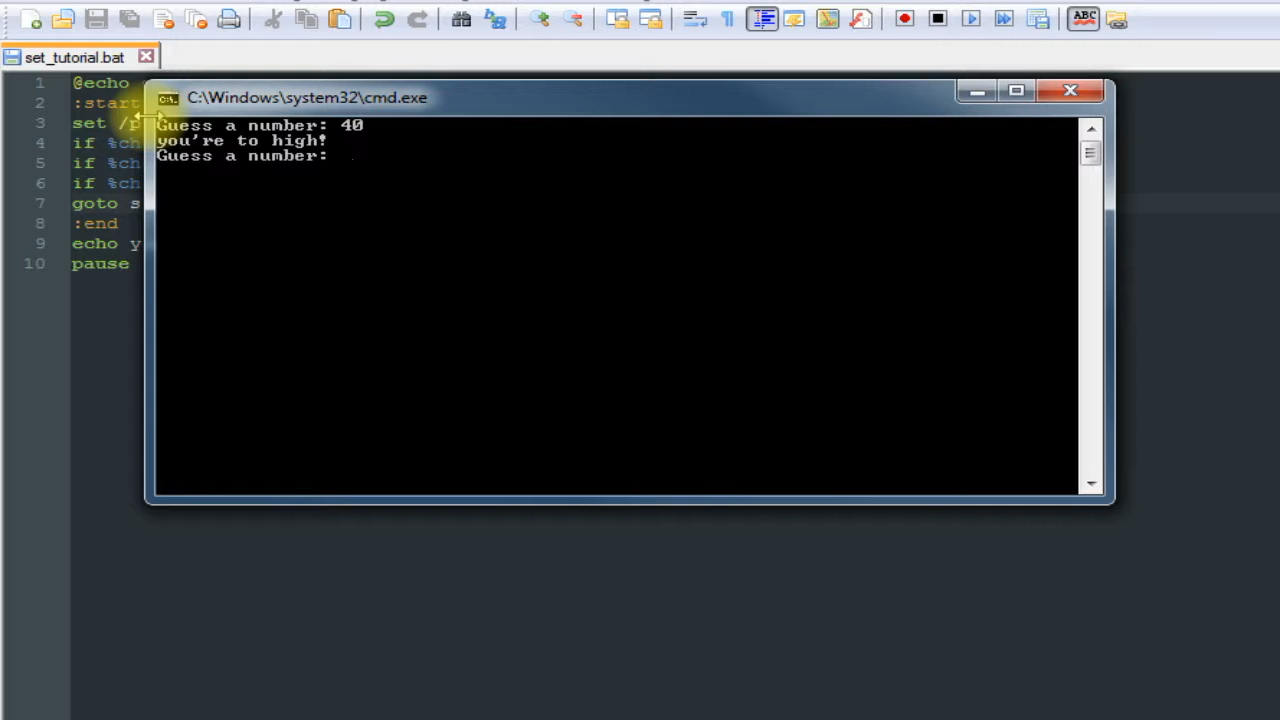 ABC
set_tutorial.bat
C:\Windows\system32\cmd.exe
C:\.
1 @echo
2 :start
3 set /p
4 if %ch
5 if %ch
6 if %ch
7 goto s
8 :end
9 echo y
10 pause
Guess a number: 40
you're to high!
Guess a number: